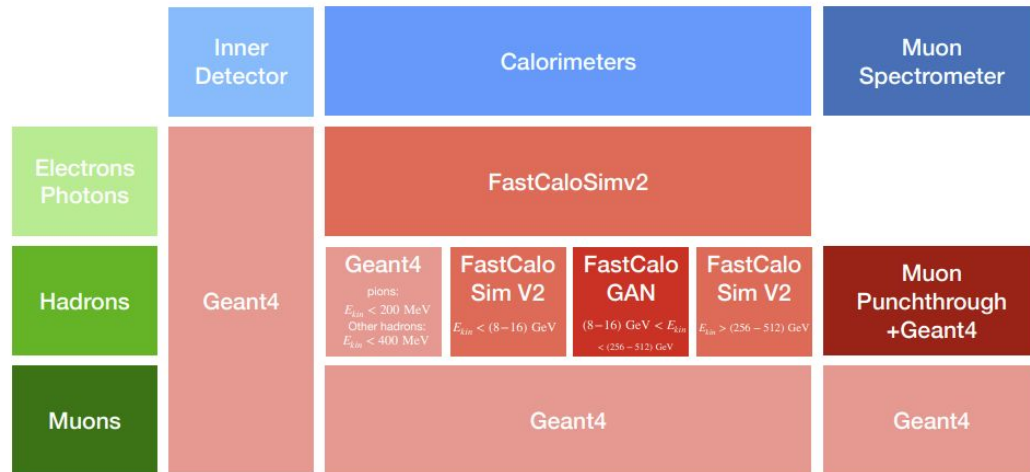 Inner
Detector
Calorimeters
Muon
Spectrometer
Electrons
Photons
FastCaloSimv2
Hadrons
Geant4
Geant4
pions:
E_kin < 200 MeV
Other hadrons:
E_kin < 400 MeV
FastCalo
Sim V2
E_kin < (8−16) GeV
FastCalo
GAN
(8−16) GeV < E_kin
< (256 − 512) GeV
FastCalo
Sim V2
E_kin > (256 − 512) GeV
Muon
Punchthrough
+Geant4
Muons
Geant4
Geant4